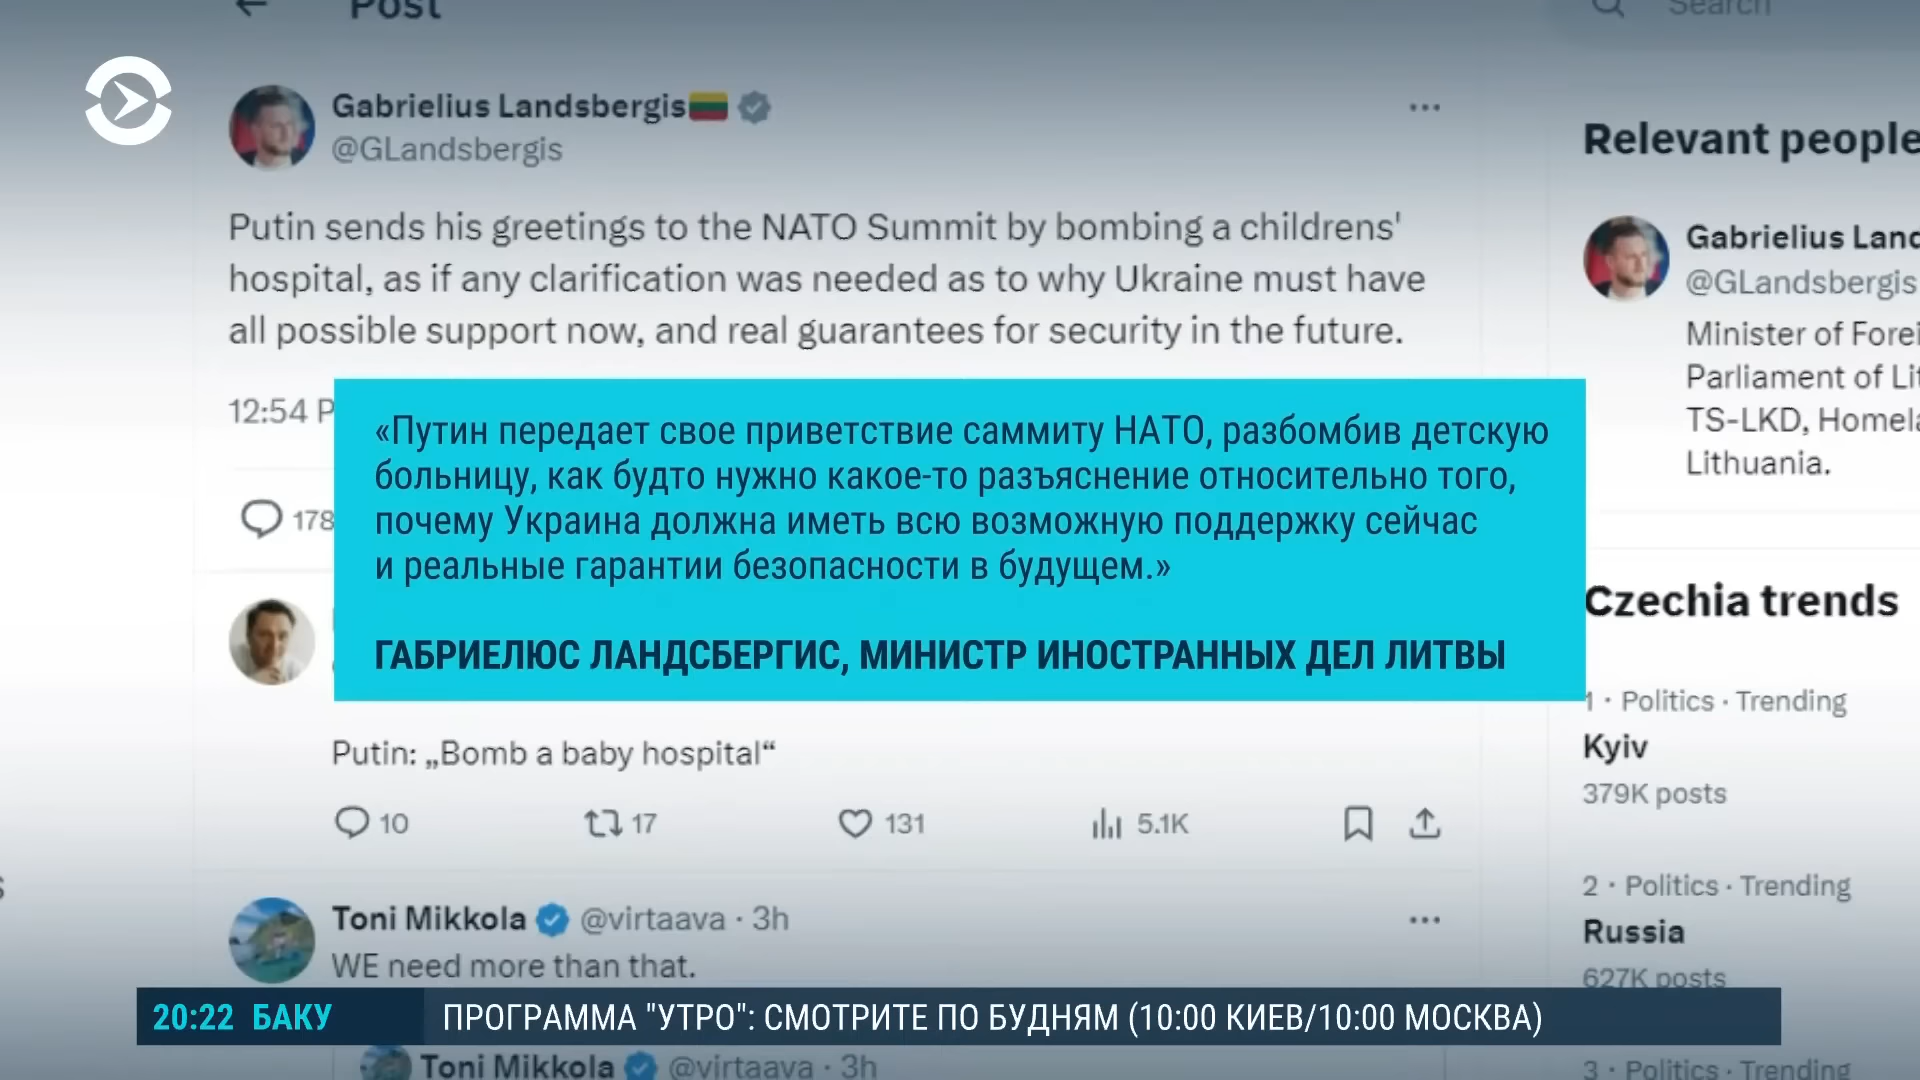 Post
Search
Gabrielius Landsbergis
@GLandsbergis
Putin sends his greetings to the NATO Summit by bombing a childrens'
hospital, as if any clarification was needed as to why Ukraine must have
all possible support now, and real guarantees for security in the future.
12:54 P
178
«Путин передает свое приветствие саммиту НАТО, разбомбив детскую
больницу, как будто нужно какое-то разъяснение относительно того,
почему Украина должна иметь всю возможную поддержку сейчас
и реальные гарантии безопасности в будущем.»
ГАБРИЕЛЮС ЛАНДСБЕРГИС, МИНИСТР ИНОСТРАННЫХ ДЕЛ ЛИТВЫ
Putin: „Bomb a baby hospital“
10 17 131 5.1K
Toni Mikkola @virtaava · 3h
WE need more than that.
Toni Mikkola @virtaava · 3h
Relevant people
Gabrielius Land
@GLandsbergis
Minister of Forei
Parliament of Lit
TS-LKD, Homela
Lithuania.
Czechia trends
1 · Politics · Trending
Kyiv
379K posts
2 · Politics · Trending
Russia
627K posts
3 · Politics · Trending
20:22 БАКУ
ПРОГРАММА "УТРО": СМОТРИТЕ ПО БУДНЯМ (10:00 КИЕВ/10:00 МОСКВА)